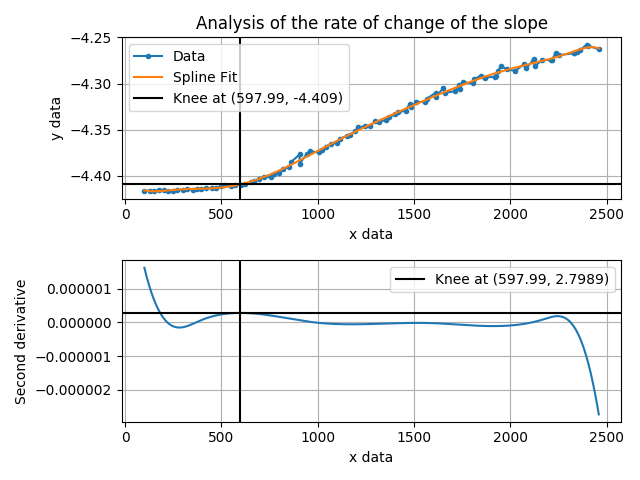 Analysis of the rate of change of the slope
−4.25
−4.30
−4.35
−4.40
y data
Data
Spline Fit
Knee at (597.99, -4.409)
0 500 1000 1500 2000 2500
x data
0.000001
0.000000
−0.000001
−0.000002
Second derivative
Knee at (597.99, 2.7989)
0 500 1000 1500 2000 2500
x data